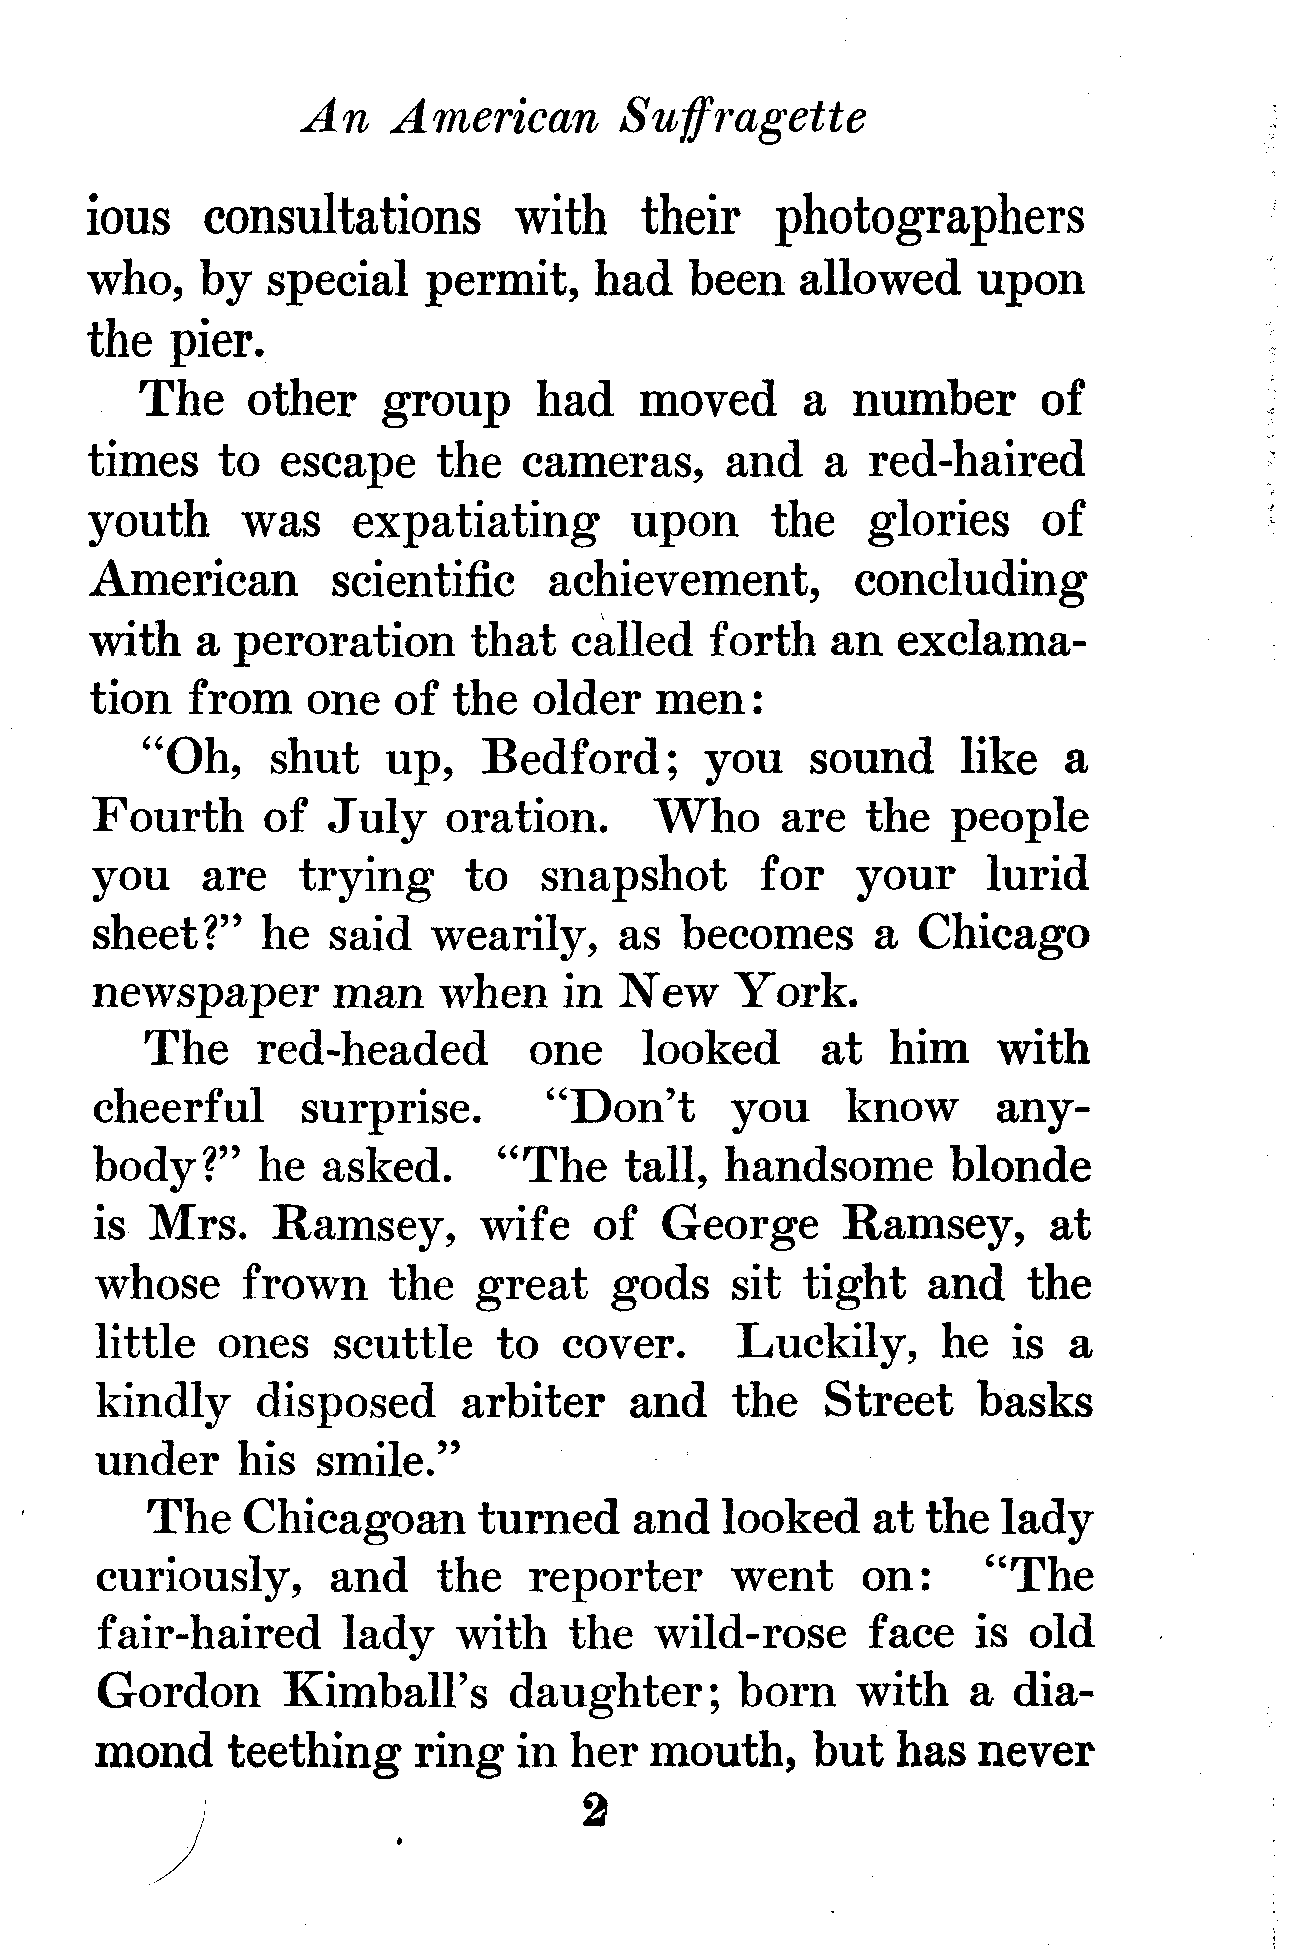 An American Suffragette
ious consultations with their photographers
who, by special permit, had been allowed upon
the pier.
The other group had moved a number of
times to escape the cameras, and a red-haired
youth was expatiating upon the glories of
American scientific achievement, concluding
with a peroration that called forth an exclama-
tion from one of the older men:
“Oh, shut up, Bedford; you sound like a
Fourth of July oration. Who are the people
you are trying to snapshot for your lurid
sheet?” he said wearily, as becomes a Chicago
newspaper man when in New York.
The red-headed one looked at him with
cheerful surprise. “Don’t you know any-
body?” he asked. “The tall, handsome blonde
is Mrs. Ramsey, wife of George Ramsey, at
whose frown the great gods sit tight and the
little ones scuttle to cover. Luckily, he is a
kindly disposed arbiter and the Street basks
under his smile.”
The Chicagoan turned and looked at the lady
curiously, and the reporter went on: “The
fair-haired lady with the wild-rose face is old
Gordon Kimball’s daughter; born with a dia-
mond teething ring in her mouth, but has never
2